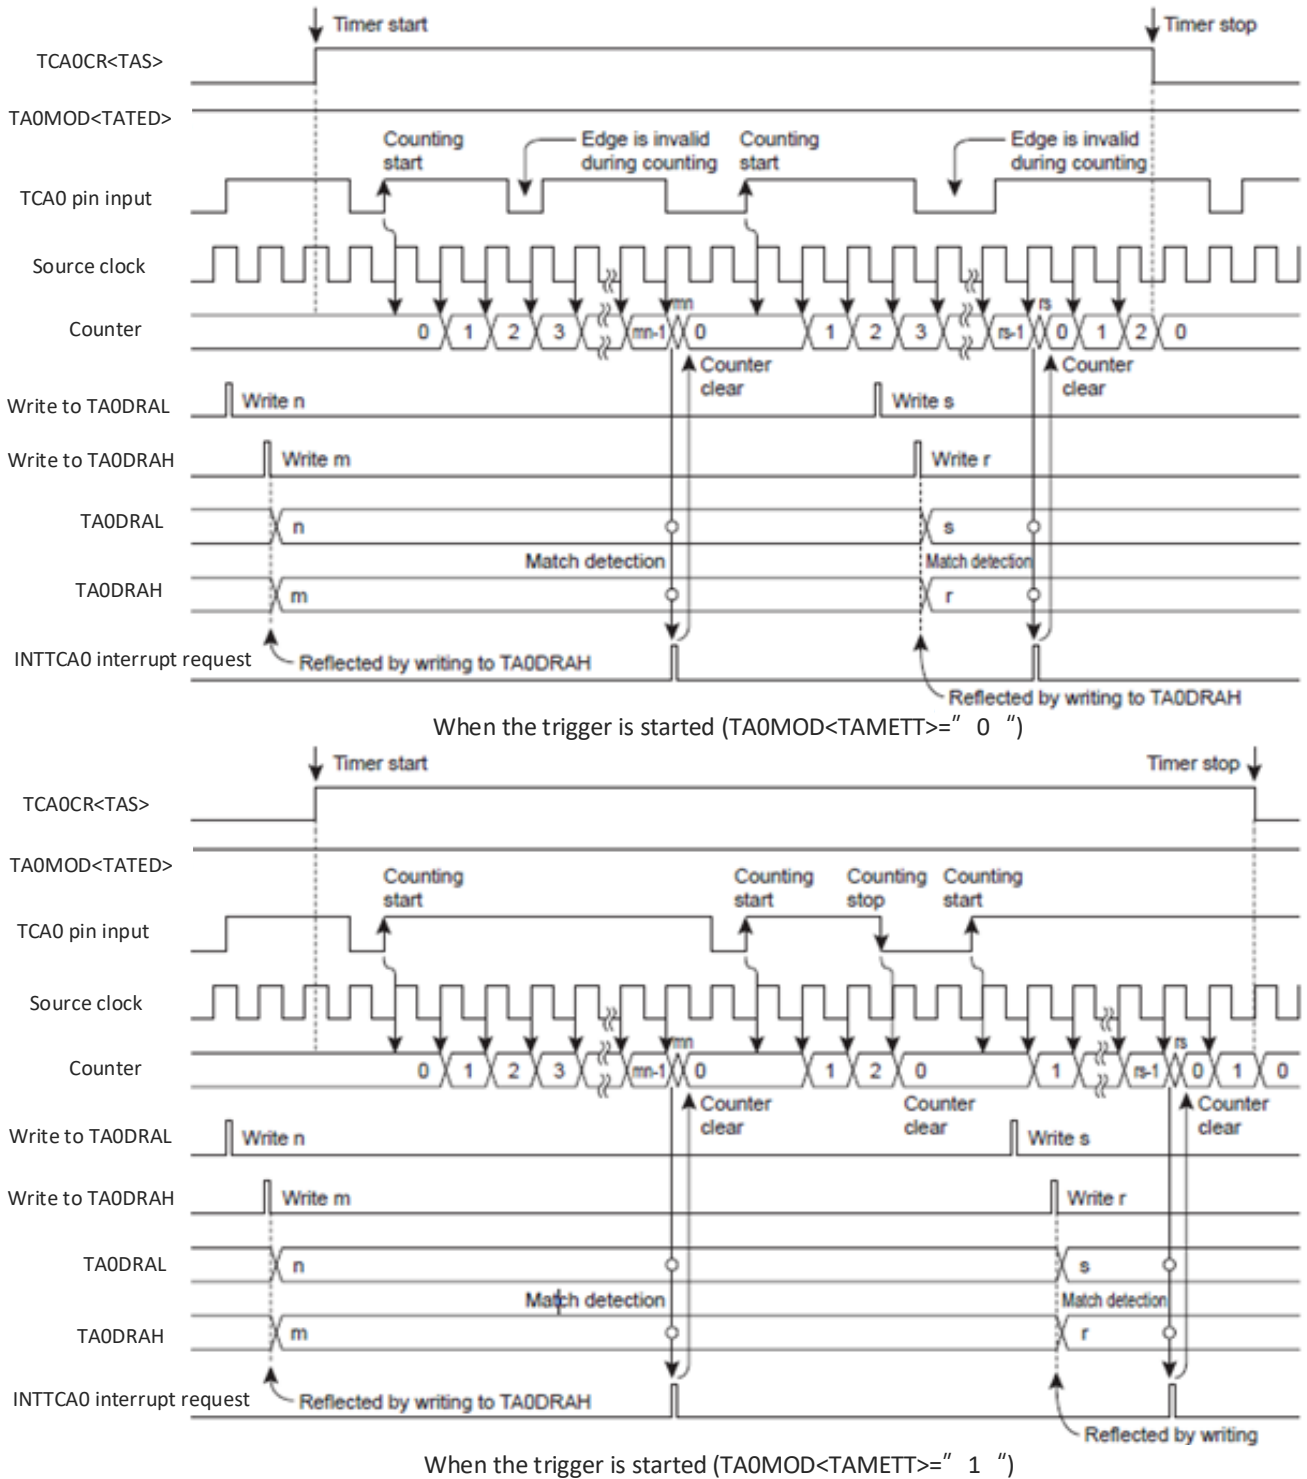 Timer start
Timer stop
TCA0CR<TAS>
TA0MOD<TATED>
Counting start
Edge is invalid during counting
Counting start
Edge is invalid during counting
TCA0 pin input
Source clock
mn
rs
Counter
0 1 2 3 mn-1 0 1 2 3 rs-1 0 1 2 0
Counter clear
Counter clear
Write to TA0DRAL
Write n
Write s
Write to TA0DRAH
Write m
Write r
TA0DRAL
n
s
Match detection
Match detection
TA0DRAH
m
r
INTTCA0 interrupt request
Reflected by writing to TA0DRAH
Reflected by writing to TA0DRAH
When the trigger is started (TA0MOD<TAMETT>=” 0 “)
Timer start
Timer stop
TCA0CR<TAS>
TA0MOD<TATED>
Counting start
Counting start
Counting stop
Counting start
TCA0 pin input
Source clock
mn
rs
Counter
0 1 2 3 mn-1 0 1 2 0 1 rs-1 0 1 0
Counter clear
Counter clear
Counter clear
Write to TA0DRAL
Write n
Write s
Write to TA0DRAH
Write m
Write r
TA0DRAL
n
s
Match detection
Match detection
TA0DRAH
m
r
INTTCA0 interrupt request
Reflected by writing to TA0DRAH
Reflected by writing
When the trigger is started (TA0MOD<TAMETT>=” 1 “)